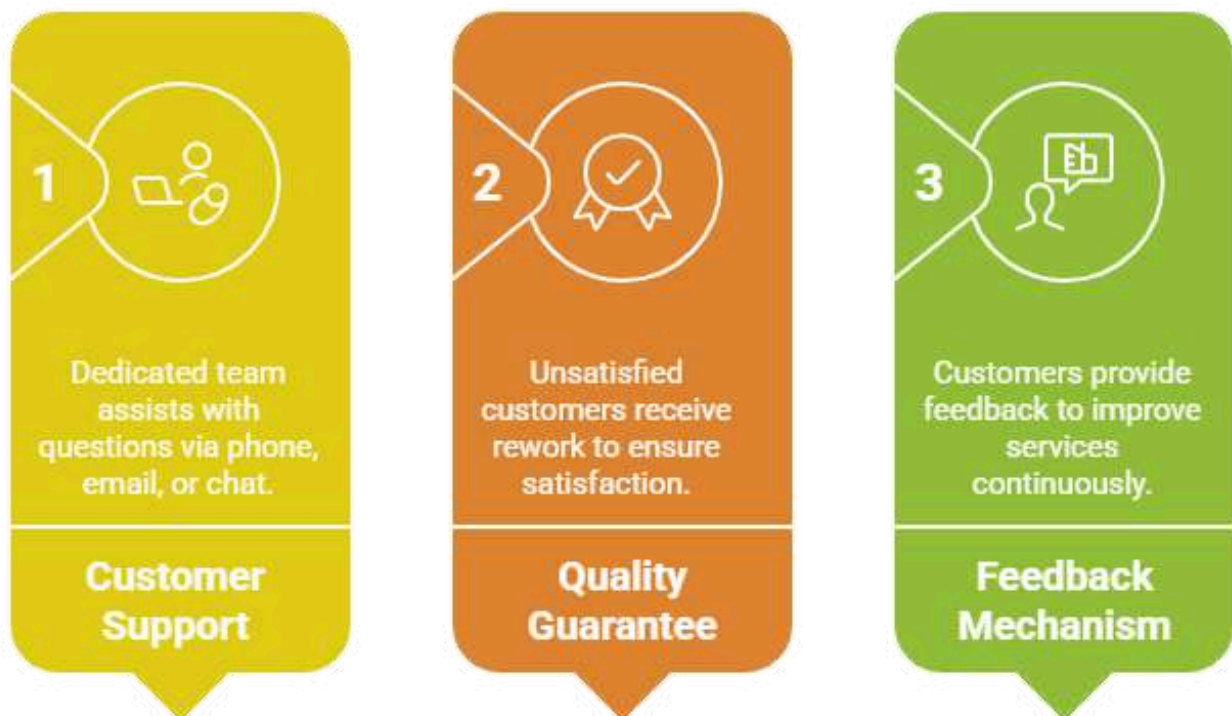 1
Dedicated team
assists with
questions via phone,
email, or chat.
Customer
Support
2
Unsatisfied
customers receive
rework to ensure
satisfaction.
Quality
Guarantee
3
Customers provide
feedback to improve
services
continuously.
Feedback
Mechanism